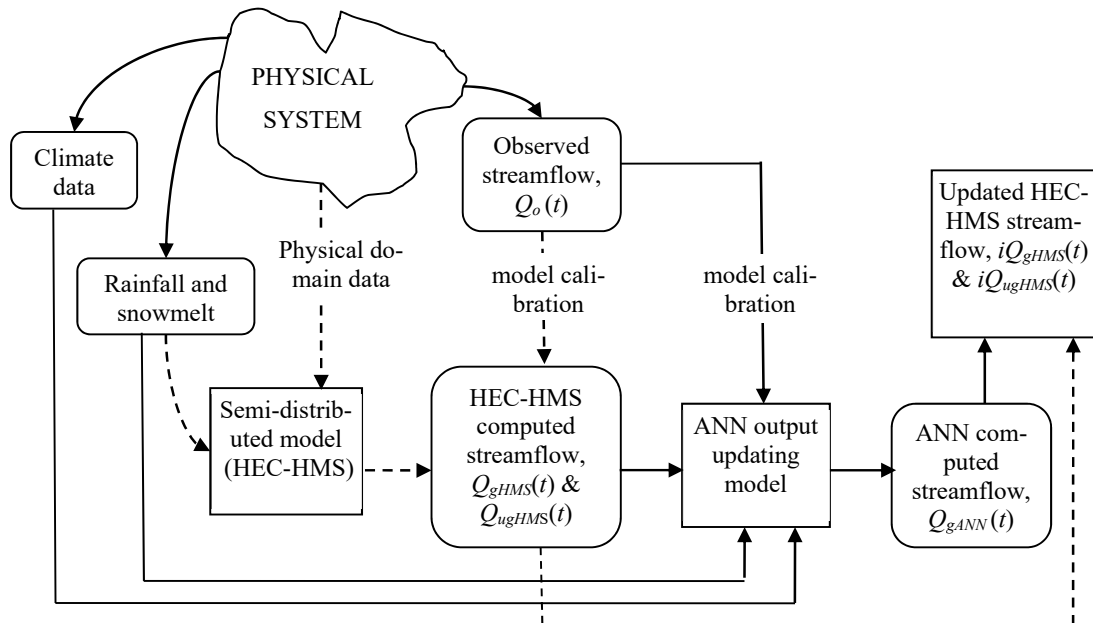 PHYSICAL
SYSTEM
Climate
data
Observed
streamflow,
Qₒ (t)
Updated HEC-
HMS stream-
flow, iQgHMS(t)
& iQugHMS(t)
Physical do-
main data
Rainfall and
snowmelt
model cali-
bration
model cali-
bration
Semi-distrib-
uted model
(HEC-HMS)
HEC-HMS
computed
streamflow,
QgHMS(t) &
QugHMS(t)
ANN output
updating
model
ANN com-
puted
streamflow,
QgANN (t)